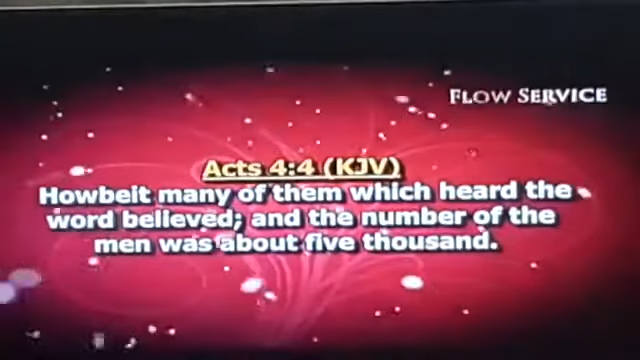 FLOW SERVICE
Acts 4:4 (KJV)
Howbeit many of them which heard the
word believed; and the number of the
men was about five thousand.